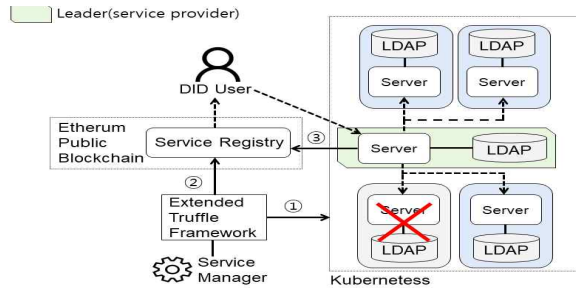 Leader(service provider)
LDAP
Server
LDAP
Server
DID User
Etherum
Public
Blockchain
Service Registry
③
Server
LDAP
②
Extended
Truffle
Framework
①
Server
LDAP
Server
LDAP
Service
Manager
Kubernetess